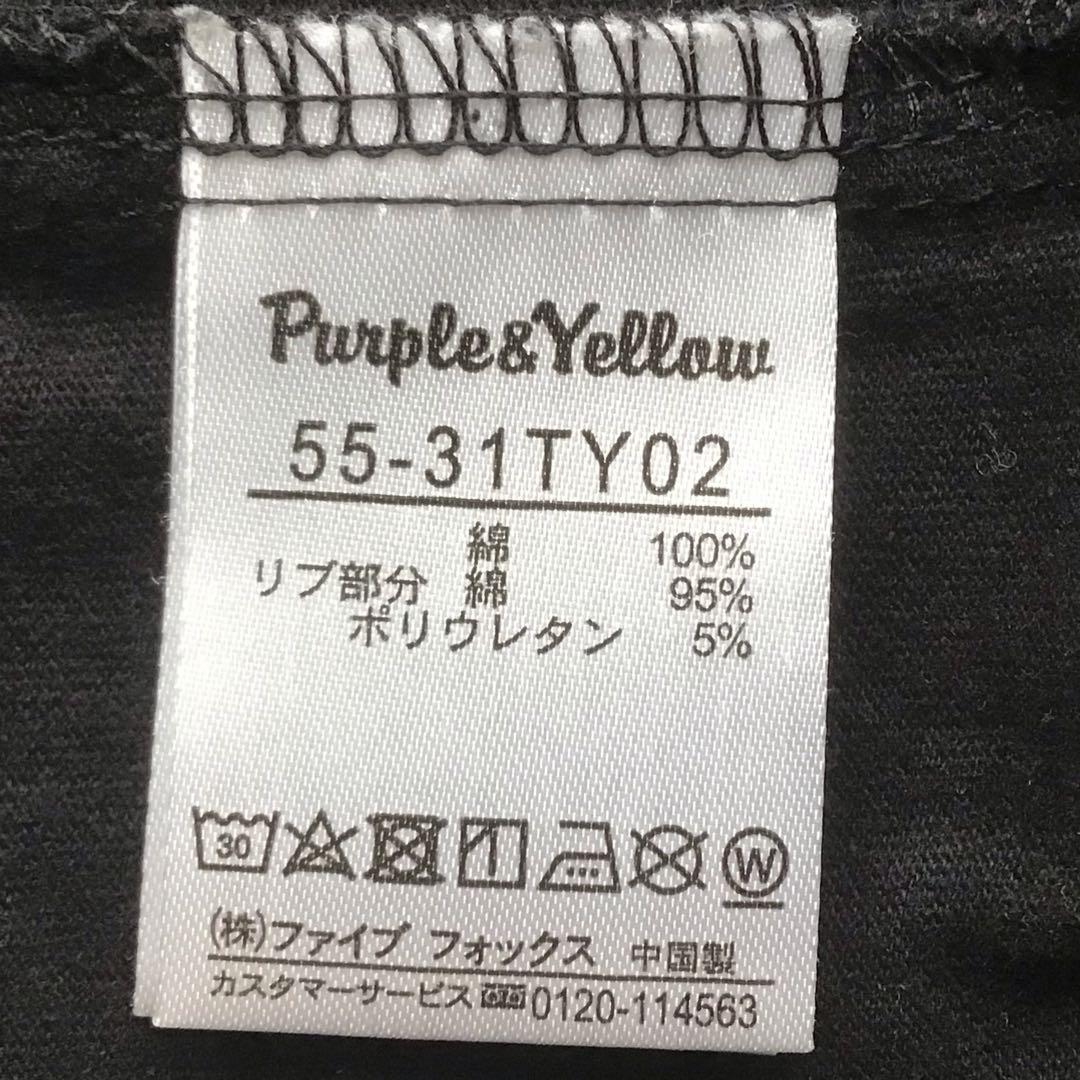 Purple&Yellow
55-31TY02
綿 100%
リブ部分 綿 95%
ポリウレタン 5%
30 W
(株)ファイブ フォックス 中国製
カスタマーサービス 0120-114563